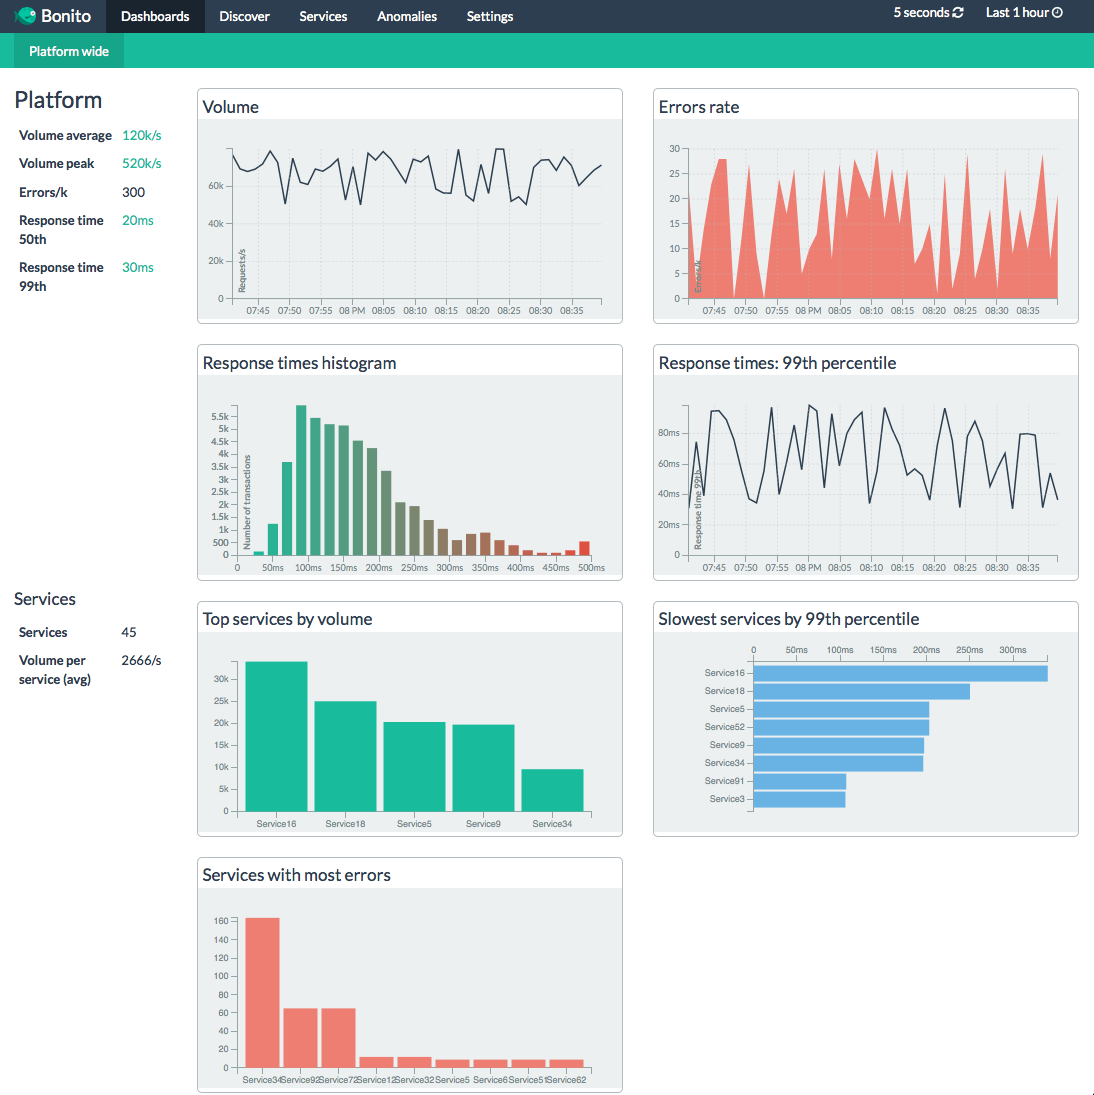 Bonito Dashboards Discover Services Anomalies Settings 5 seconds Last 1 hour
Platform wide
Platform
Volume average 120k/s
Volume peak 520k/s
Errors/k 300
Response time 20ms
50th
Response time 30ms
99th
Volume
60k
40k
20k
0
Requests/s
07:45 07:50 07:55 08 PM 08:05 08:10 08:15 08:20 08:25 08:30 08:35
Errors rate
30
25
20
15
10
5
0
Errors/k
07:45 07:50 07:55 08 PM 08:05 08:10 08:15 08:20 08:25 08:30 08:35
Response times histogram
5.5k
5k
4.5k
4k
3.5k
3k
2.5k
2k
1.5k
1k
500
0
Number of transactions
0 50ms 100ms 150ms 200ms 250ms 300ms 350ms 400ms 450ms 500ms
Response times: 99th percentile
80ms
60ms
40ms
20ms
0
Response time 99th
07:45 07:50 07:55 08 PM 08:05 08:10 08:15 08:20 08:25 08:30 08:35
Services
Services 45
Volume per 2666/s
service (avg)
Top services by volume
30k
25k
20k
15k
10k
5k
0
Service16 Service18 Service5 Service9 Service34
Slowest services by 99th percentile
0 50ms 100ms 150ms 200ms 250ms 300ms
Service16
Service18
Service5
Service52
Service9
Service34
Service91
Service3
Services with most errors
160
140
120
100
80
60
40
20
0
Service34 Service92 Service72 Service12 Service32 Service5 Service6 Service51 Service62